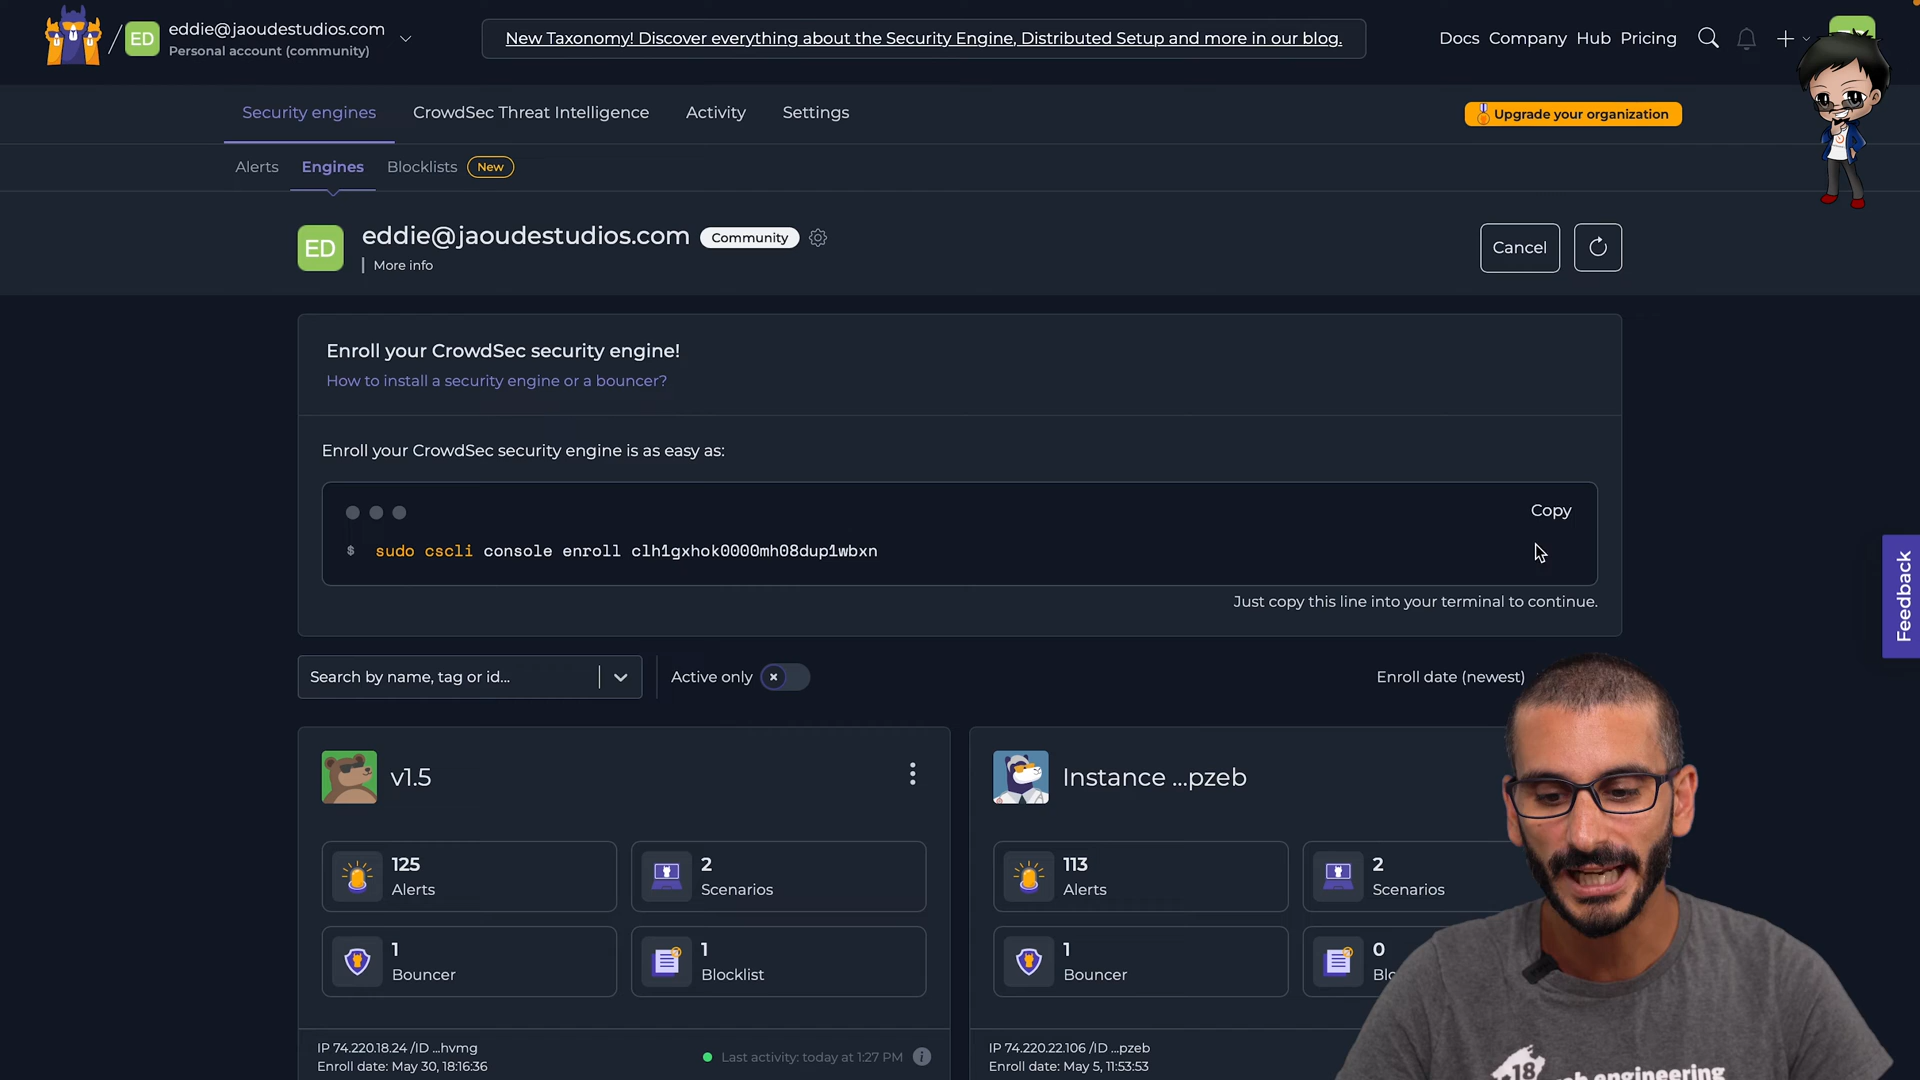 ED
eddie@jaoudestudios.com
Personal account (community)
New Taxonomy! Discover everything about the Security Engine, Distributed Setup and more in our blog.
Docs Company Hub Pricing
Security engines CrowdSec Threat Intelligence Activity Settings
Upgrade your organization
Alerts Engines Blocklists New
ED
eddie@jaoudestudios.com Community
More info
Cancel
Enroll your CrowdSec security engine!
How to install a security engine or a bouncer?
Enroll your CrowdSec security engine is as easy as:
Copy
$ sudo cscli console enroll clh1gxhok0000mh08dup1wbxn
Just copy this line into your terminal to continue.
Feedback
Search by name, tag or id...
Active only
Enroll date (newest)
v1.5
Instance ...pzeb
125
Alerts
2
Scenarios
113
Alerts
2
Scenarios
1
Bouncer
1
Blocklist
1
Bouncer
0
IP 74.220.18.24 /ID ...hvmg
Enroll date: May 30, 18:16:36
Last activity: today at 1:27 PM
IP 74.220.22.106 /ID ...pzeb
Enroll date: May 5, 11:53:53
18
engineering